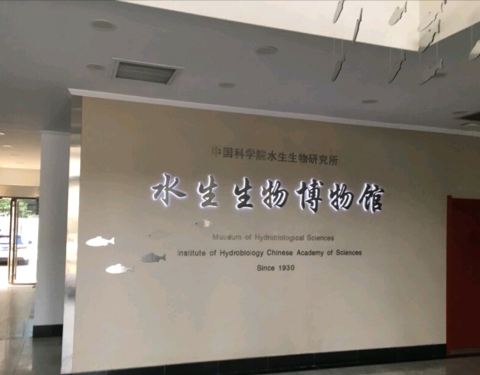 中国科学院水生生物研究所
水生生物博物馆
Museum of Hydrobiological Sciences
Institute of Hydrobiology Chinese Academy of Sciences
Since 1930